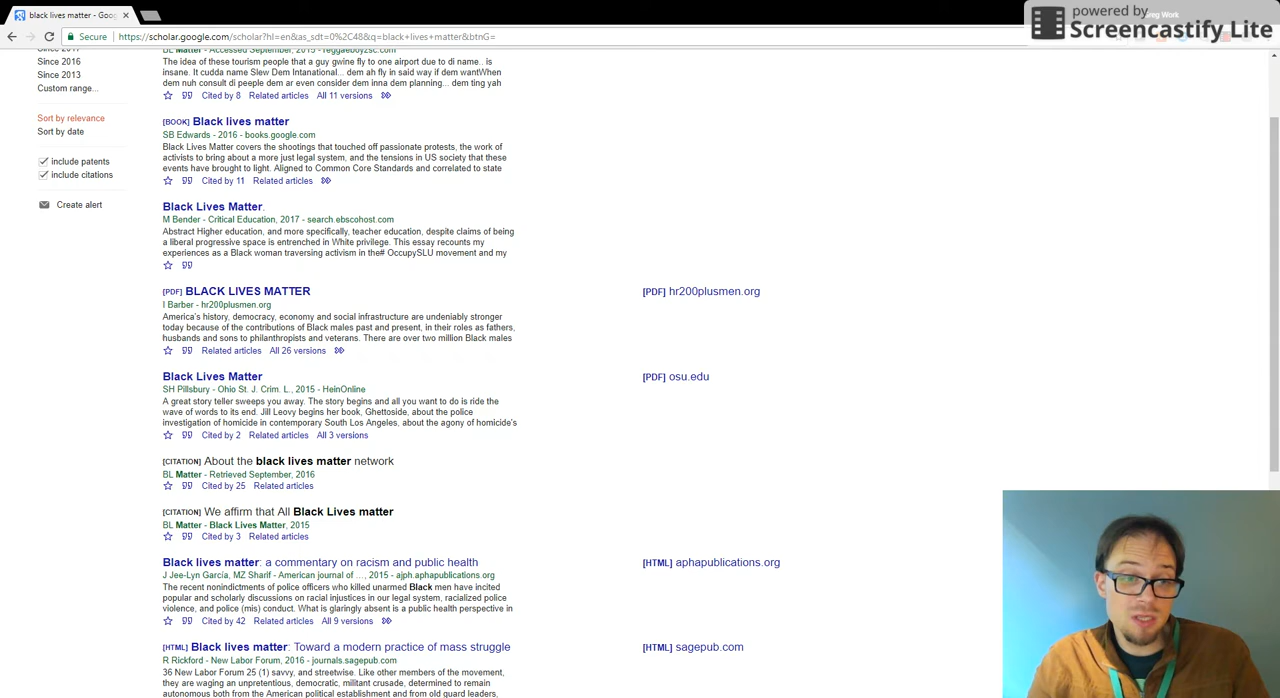 black lives matter - Goo
powered by
Screencastify Lite
Greg Work
Secure
https://scholar.google.com/scholar?hl=en&as_sdt=0%2C48&q=black+lives+matter&btnG=
Since 2017
Since 2016
Since 2013
Custom range...
Sort by relevance
Sort by date
include patents
include citations
Create alert
BL Matter - Accessed September, 2015 - reggaeboyzsc.com
The idea of these tourism people that a guy gwine fly to one airport due to di name.. is
insane. It cudda name Slew Dem Intanational... dem ah fly in said way if dem wantWhen
dem nuh consult di peeple dem ar even consider dem inna dem planning... dem ting yah
Cited by 8 Related articles All 11 versions
[BOOK] Black lives matter
SB Edwards - 2016 - books.google.com
Black Lives Matter covers the shootings that touched off passionate protests, the work of
activists to bring about a more just legal system, and the tensions in US society that these
events have brought to light. Aligned to Common Core Standards and correlated to state
Cited by 11 Related articles
Black Lives Matter.
M Bender - Critical Education, 2017 - search.ebscohost.com
Abstract Higher education, and more specifically, teacher education, despite claims of being
a liberal progressive space is entrenched in White privilege. This essay recounts my
experiences as a Black woman traversing activism in the# OccupySLU movement and my
[PDF] BLACK LIVES MATTER
[PDF] hr200plusmen.org
I Barber - hr200plusmen.org
America's history, democracy, economy and social infrastructure are undeniably stronger
today because of the contributions of Black males past and present, in their roles as fathers,
husbands and sons to philanthropists and veterans. There are over two million Black males
Related articles All 26 versions
Black Lives Matter
[PDF] osu.edu
SH Pillsbury - Ohio St. J. Crim. L., 2015 - HeinOnline
A great story teller sweeps you away. The story begins and all you want to do is ride the
wave of words to its end. Jill Leovy begins her book, Ghettoside, about the police
investigation of homicide in contemporary South Los Angeles, about the agony of homicide's
Cited by 2 Related articles All 3 versions
[CITATION] About the black lives matter network
BL Matter - Retrieved September, 2016
Cited by 25 Related articles
[CITATION] We affirm that All Black Lives matter
BL Matter - Black Lives Matter, 2015
Cited by 3 Related articles
Black lives matter: a commentary on racism and public health
[HTML] aphapublications.org
J Jee-Lyn García, MZ Sharif - American journal of …, 2015 - ajph.aphapublications.org
The recent nonindictments of police officers who killed unarmed Black men have incited
popular and scholarly discussions on racial injustices in our legal system, racialized police
violence, and police (mis) conduct. What is glaringly absent is a public health perspective in
Cited by 42 Related articles All 9 versions
[HTML] Black lives matter: Toward a modern practice of mass struggle
[HTML] sagepub.com
R Rickford - New Labor Forum, 2016 - journals.sagepub.com
36 New Labor Forum 25 (1) savvy, and streetwise. Like other members of the movement,
they are waging an unpretentious, democratic, militant crusade, determined to remain
autonomous both from the American political establishment and from old guard leaders,